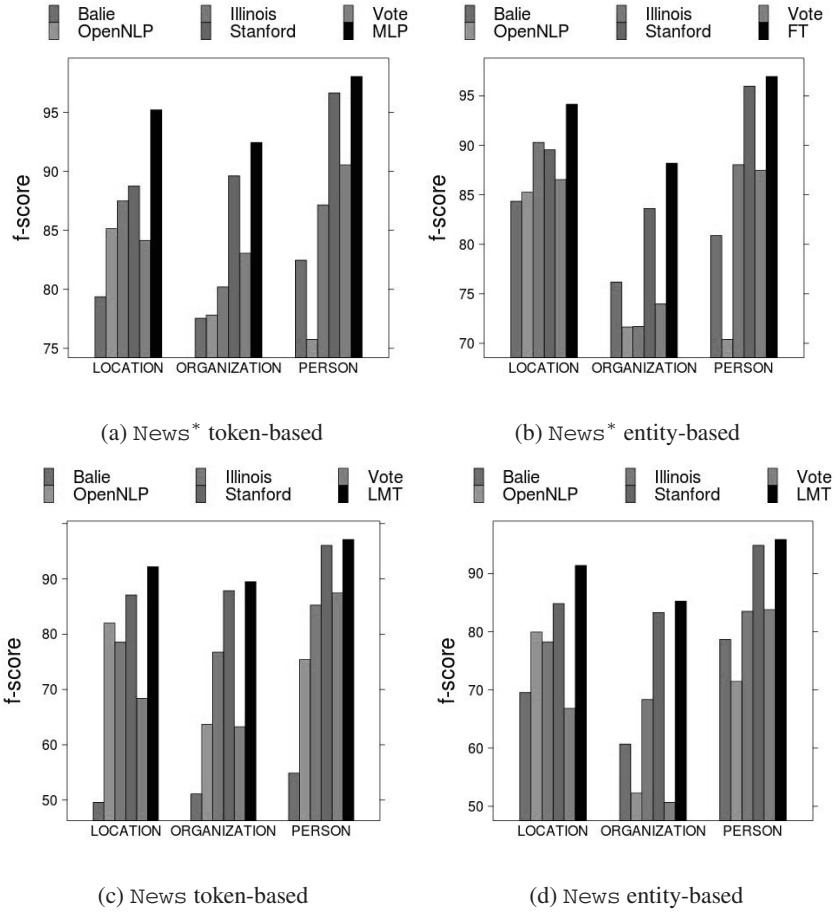 Balie Illinois Vote
OpenNLP Stanford MLP
f-score
95
90
85
80
75
LOCATION ORGANIZATION PERSON
(a) News* token-based
Balie Illinois Vote
OpenNLP Stanford FT
f-score
95
90
85
80
75
70
LOCATION ORGANIZATION PERSON
(b) News* entity-based
Balie Illinois Vote
OpenNLP Stanford LMT
f-score
90
80
70
60
50
LOCATION ORGANIZATION PERSON
(c) News token-based
Balie Illinois Vote
OpenNLP Stanford LMT
f-score
90
80
70
60
50
LOCATION ORGANIZATION PERSON
(d) News entity-based